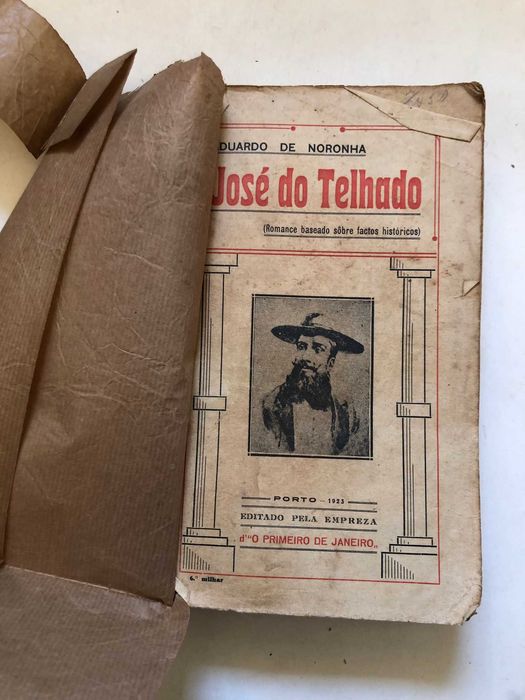 DUARDO DE NORONHA
José do Telhado
(Romance baseado sôbre factos históricos)
PORTO - 1923
EDITADO PELA EMPREZA
d'"O PRIMEIRO DE JANEIRO„
6.º milhar